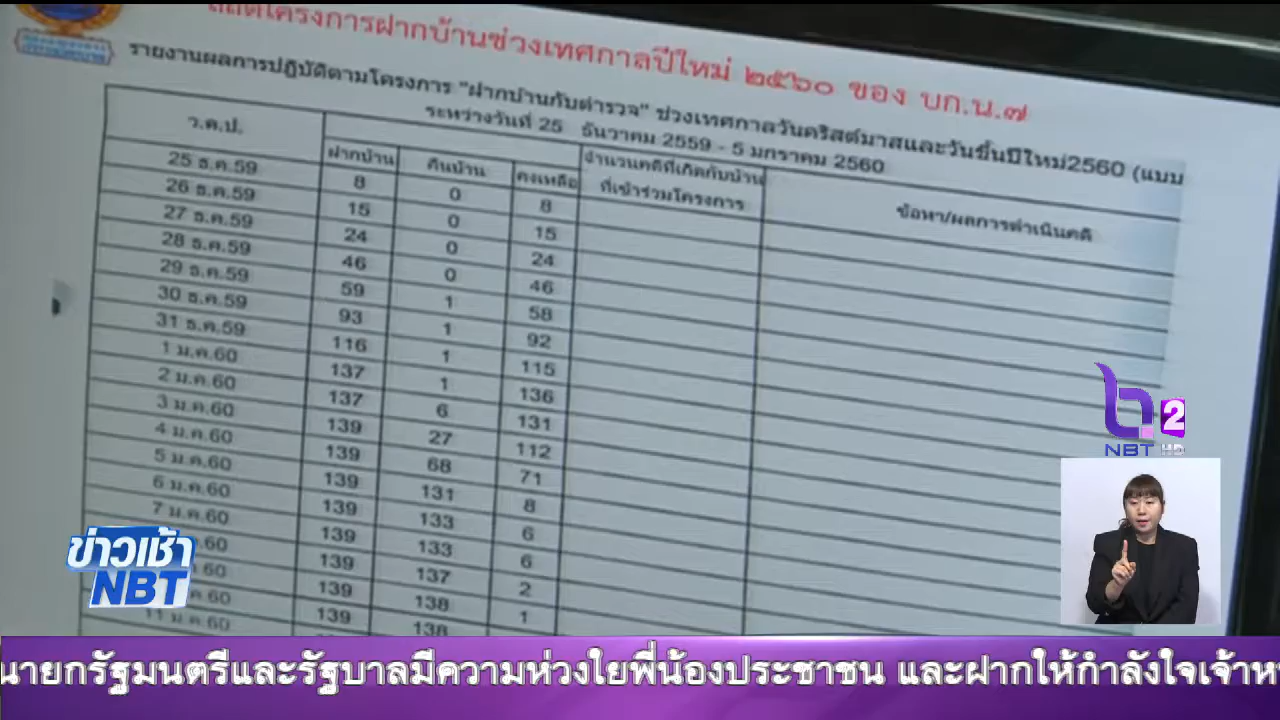 สถิติโครงการฝากบ้านช่วงเทศกาลปีใหม่ ๒๕๖๐ ของ บก.น.๗
รายงานผลการปฏิบัติตามโครงการ "ฝากบ้านกับตำรวจ" ช่วงเทศกาลวันคริสต์มาสและวันขึ้นปีใหม่2560 (แบบ
ระหว่างวันที่ 25 ธันวาคม 2559 - 5 มกราคม 2560
ว.ด.ป. ฝากบ้าน คืนบ้าน คงเหลือ จำนวนคดีที่เกิดกับบ้าน
ที่เข้าร่วมโครงการ ข้อหา/ผลการดำเนินคดี
25 ธ.ค.59 8 0 8
26 ธ.ค.59 15 0 15
27 ธ.ค.59 24 0 24
28 ธ.ค.59 46 0 46
29 ธ.ค.59 59 1 58
30 ธ.ค.59 93 1 92
31 ธ.ค.59 116 1 115
1 ม.ค.60 137 1 136
2 ม.ค.60 137 6 131
3 ม.ค.60 139 27 112
4 ม.ค.60 139 68 71
5 ม.ค.60 139 131 8
6 ม.ค.60 139 133 6
7 ม.ค.60 139 133 6
ค.60 139 137 2
ค.60 139 138 1
ค.60 139 138
11 ม.ค.60
NBT 2 HD
ข่าวเช้า
NBT
นายกรัฐมนตรีและรัฐบาลมีความห่วงใยพี่น้องประชาชน และฝากให้กำลังใจเจ้าห